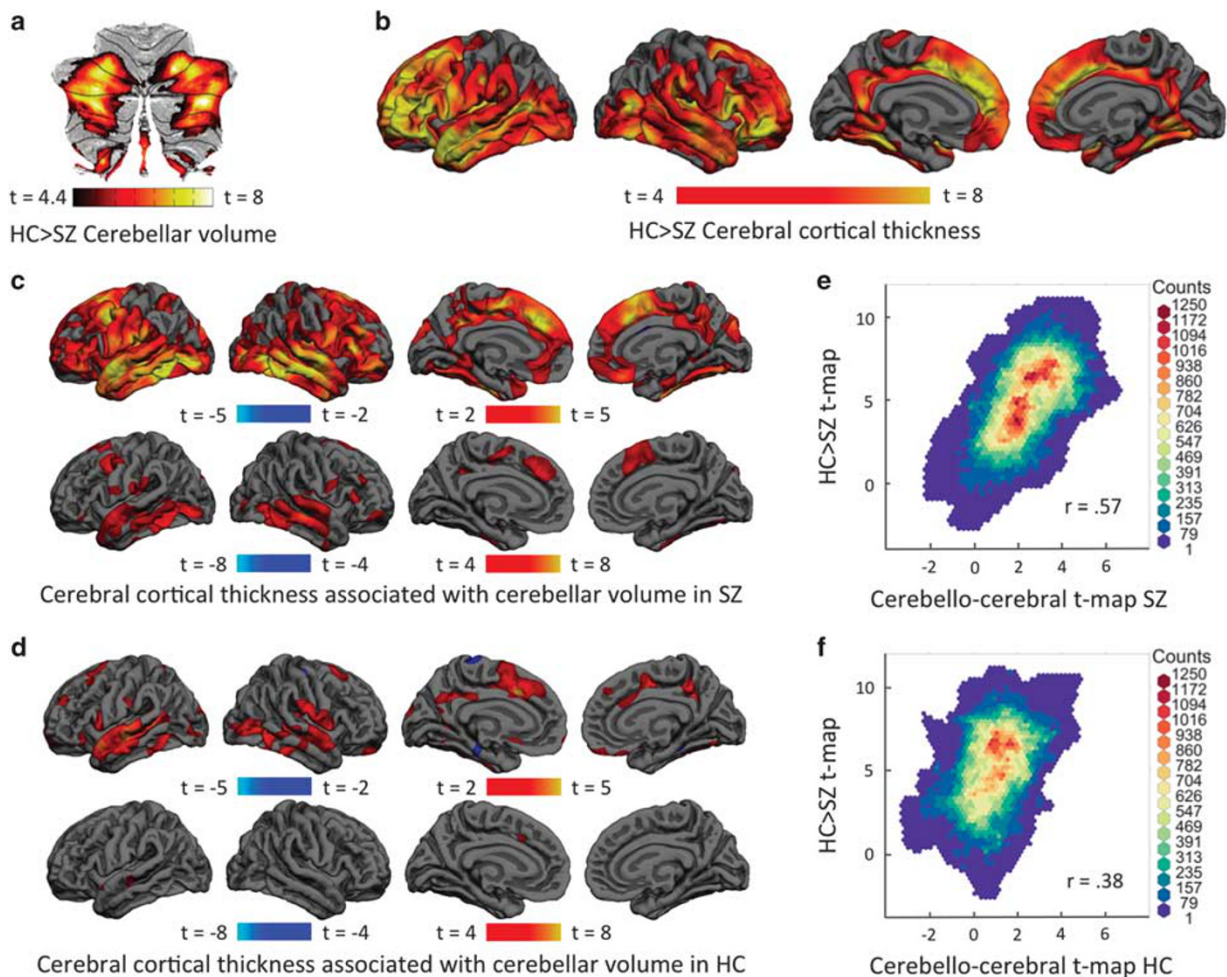 a
t = 4.4 t = 8
HC>SZ Cerebellar volume
b
t = 4 t = 8
HC>SZ Cerebral cortical thickness
c
t = -5 t = -2 t = 2 t = 5
t = -8 t = -4 t = 4 t = 8
Cerebral cortical thickness associated with cerebellar volume in SZ
d
t = -5 t = -2 t = 2 t = 5
t = -8 t = -4 t = 4 t = 8
Cerebral cortical thickness associated with cerebellar volume in HC
e
HC>SZ t-map
10
5
0
-2 0 2 4 6
r = .57
Cerebello-cerebral t-map SZ
Counts
1250
1172
1094
1016
938
860
782
704
626
547
469
391
313
235
157
79
1
f
HC>SZ t-map
10
5
0
-2 0 2 4 6
r = .38
Cerebello-cerebral t-map HC
Counts
1250
1172
1094
1016
938
860
782
704
626
547
469
391
313
235
157
79
1